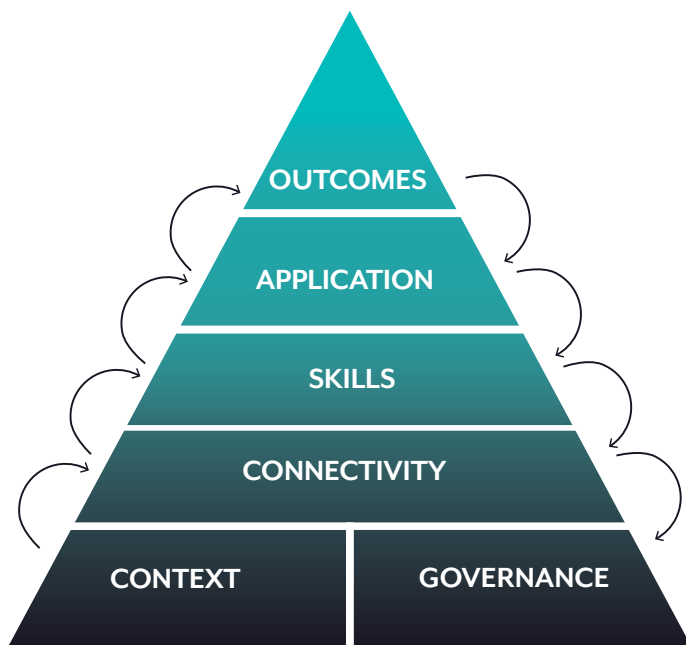 OUTCOMES
APPLICATION
SKILLS
CONNECTIVITY
CONTEXT
GOVERNANCE